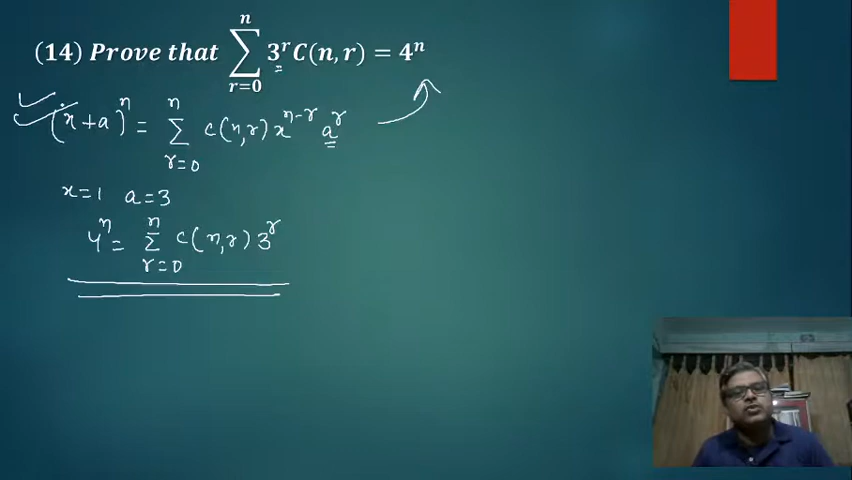 (14) Prove that ∑_{r=0}^{n} 3^r C(n, r) = 4^n
(x+a)^n = ∑_{r=0}^{n} c(n,r) x^{n-r} a^r
x=1 a=3
4^n = ∑_{r=0}^{n} c(n,r) 3^r